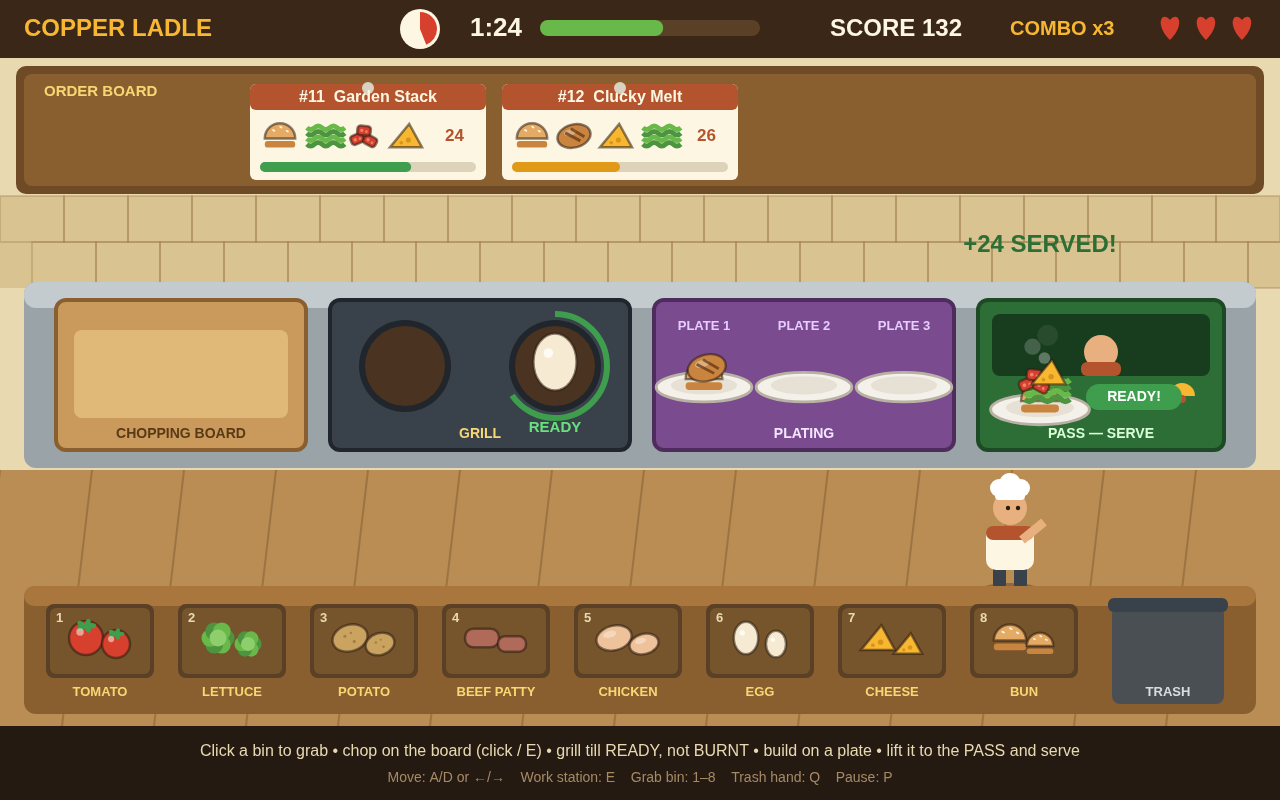 COPPER LADLE
1:24
SCORE 132
COMBO x3
ORDER BOARD
#11 Garden Stack
24
#12 Clucky Melt
26
+24 SERVED!
CHOPPING BOARD
GRILL
READY
PLATE 1
PLATE 2
PLATE 3
PLATING
READY!
PASS — SERVE
1
TOMATO
2
LETTUCE
3
POTATO
4
BEEF PATTY
5
CHICKEN
6
EGG
7
CHEESE
8
BUN
TRASH
Click a bin to grab • chop on the board (click / E) • grill till READY, not BURNT • build on a plate • lift it to the PASS and serve
Move: A/D or ←/→ Work station: E Grab bin: 1–8 Trash hand: Q Pause: P